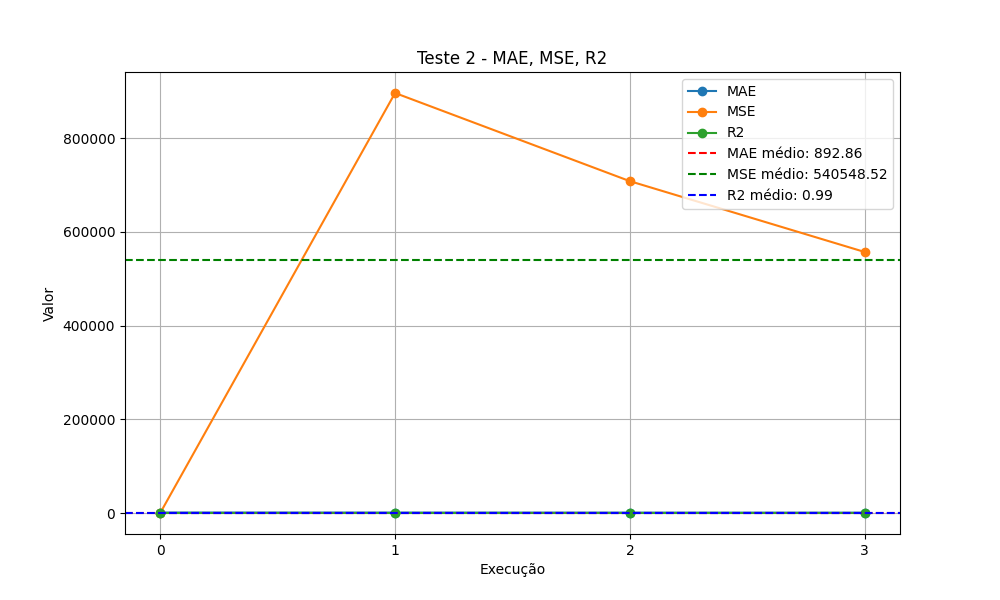 Teste 2 - MAE, MSE, R2
MAE
MSE
R2
MAE médio: 892.86
MSE médio: 540548.52
R2 médio: 0.99
800000
600000
400000
200000
0
Valor
0 1 2 3
Execução